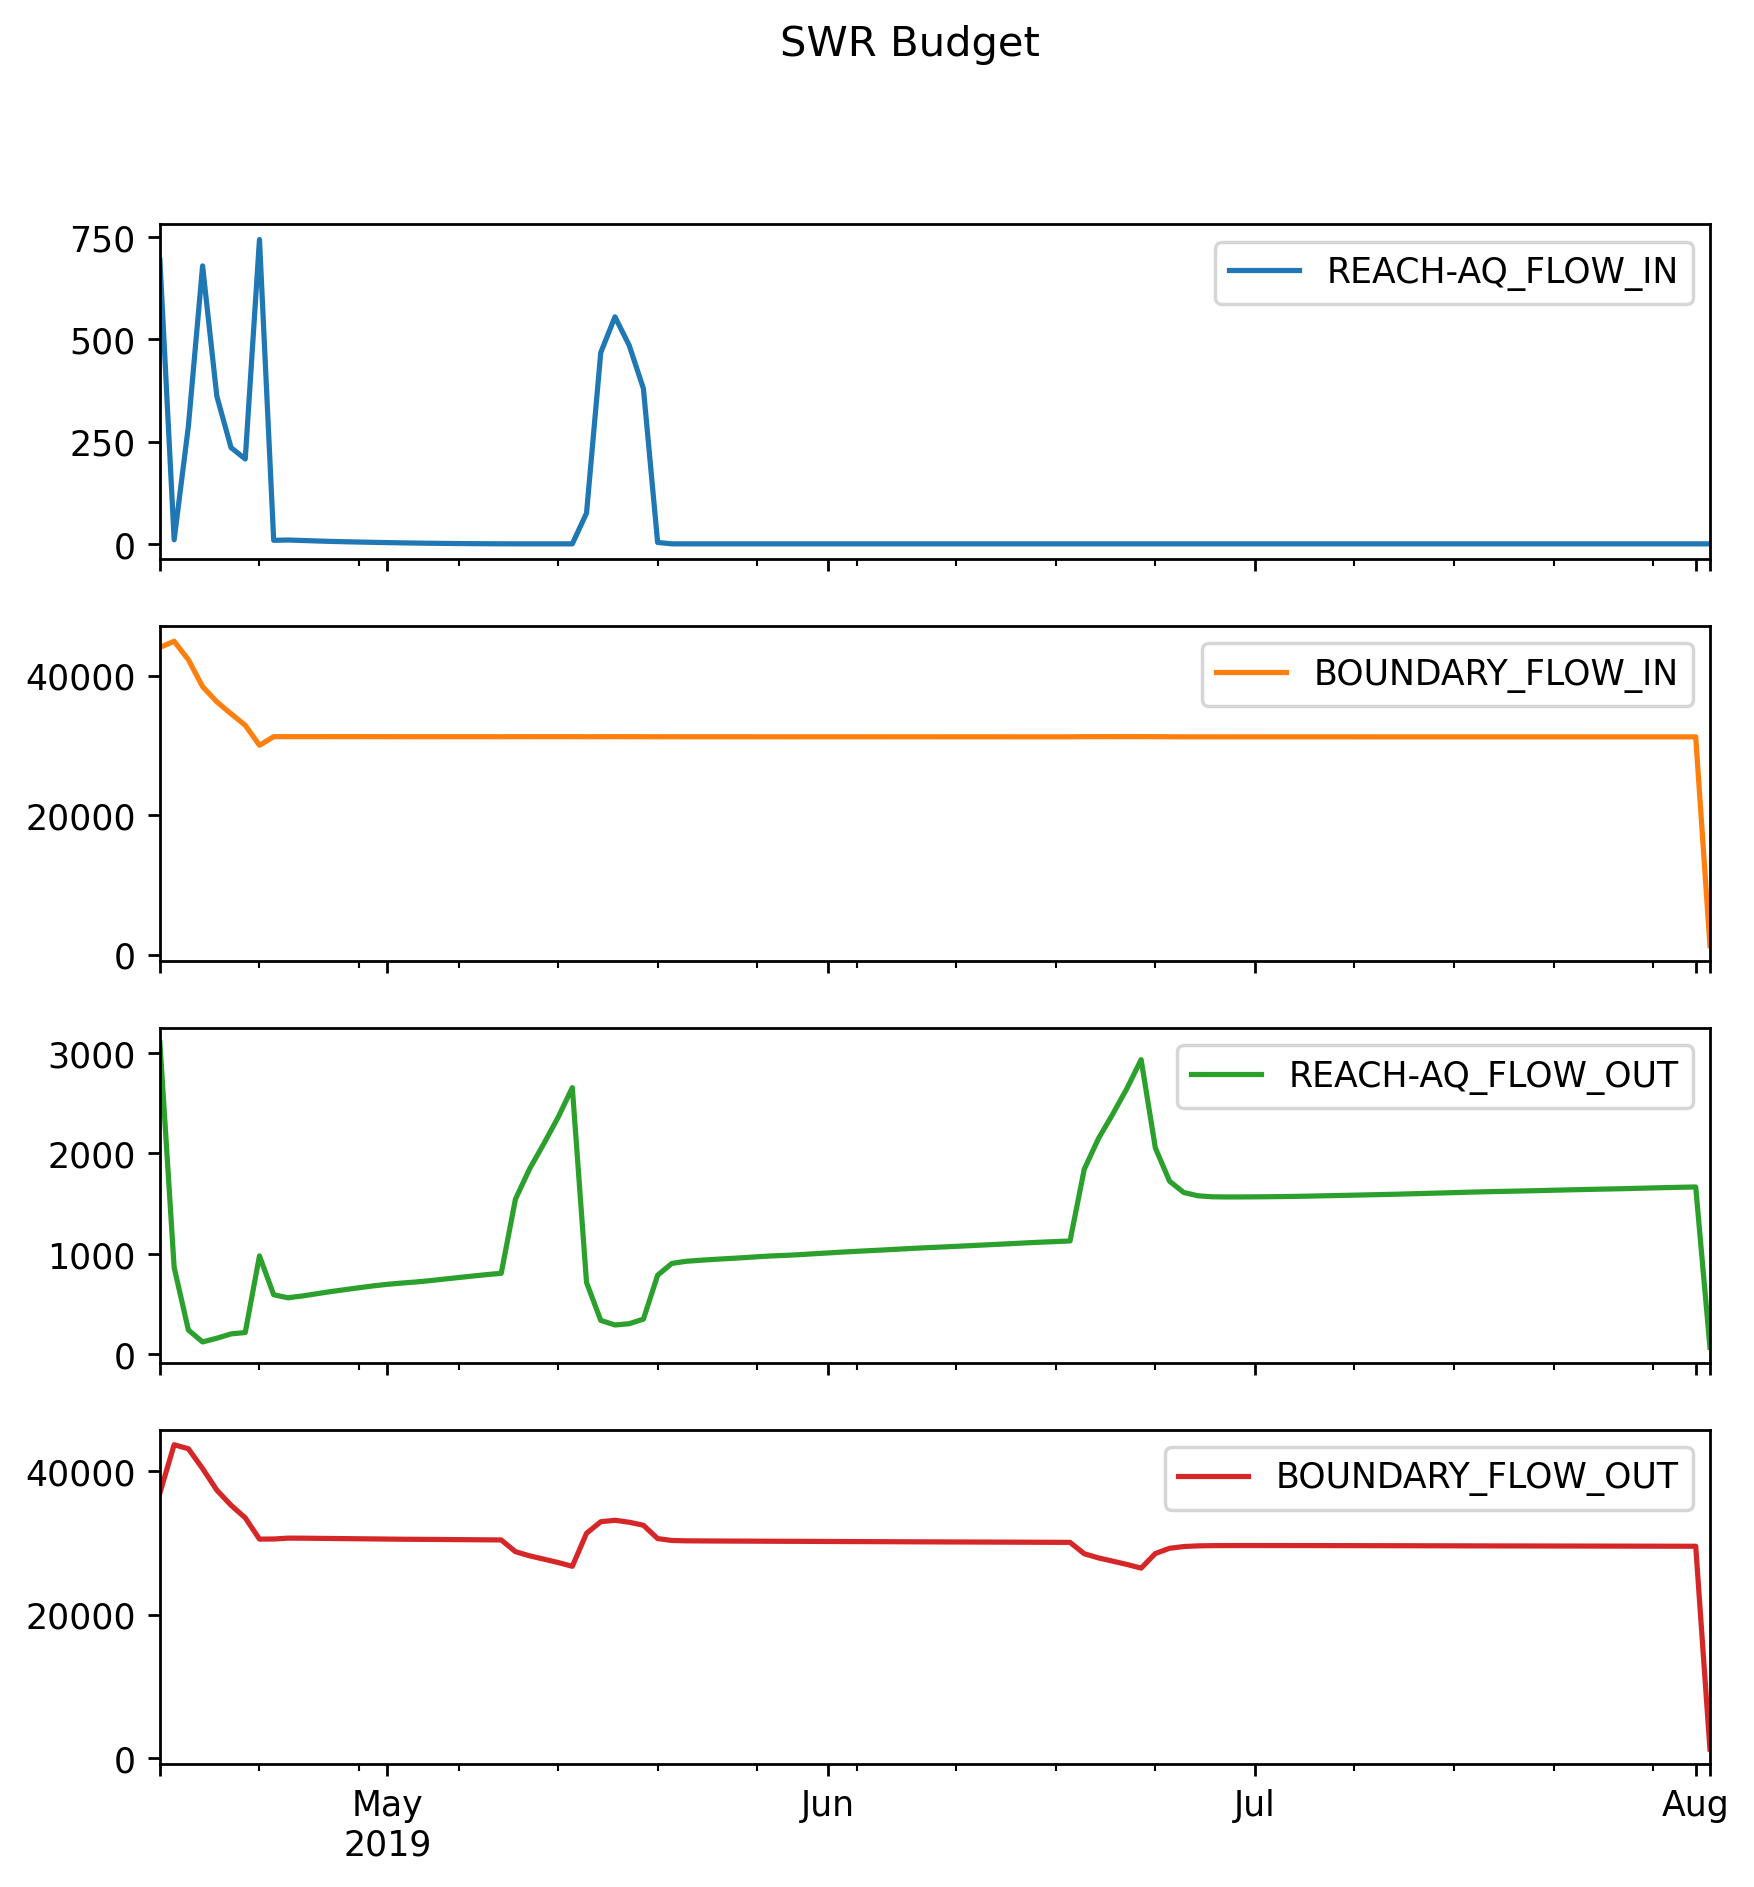 SWR Budget
750
500
250
0
REACH-AQ_FLOW_IN
40000
20000
0
BOUNDARY_FLOW_IN
3000
2000
1000
0
REACH-AQ_FLOW_OUT
40000
20000
0
BOUNDARY_FLOW_OUT
May Jun Jul Aug
2019